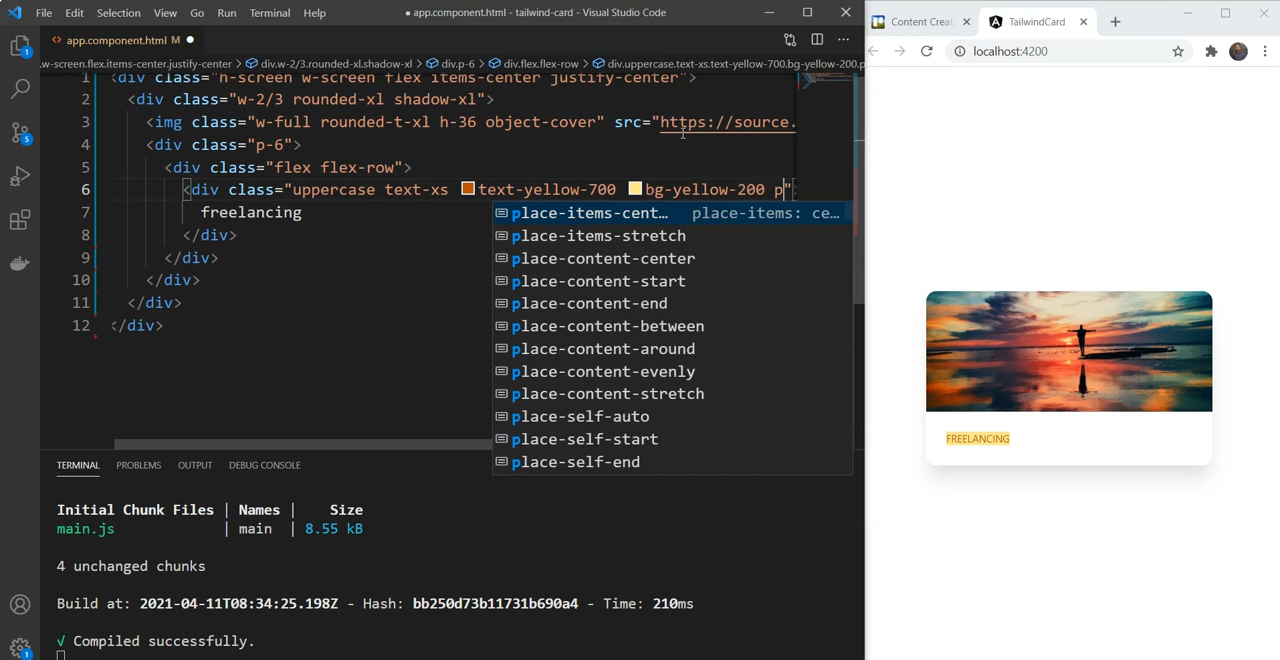 File Edit Selection View Go Run Terminal Help
● app.component.html - tailwind-card - Visual Studio Code
app.component.html M ●
.w-screen.flex.items-center.justify-center > div.w-2/3.rounded-xl.shadow-xl > div.p-6 > div.flex.flex-row > div.uppercase.text-xs.text-yellow-700.bg-yellow-200.p
1 <div class="h-screen w-screen flex items-center justify-center">
2 <div class="w-2/3 rounded-xl shadow-xl">
3 <img class="w-full rounded-t-xl h-36 object-cover" src="https://source.
4 <div class="p-6">
5 <div class="flex flex-row">
6 <div class="uppercase text-xs text-yellow-700 bg-yellow-200 p">
7 freelancing
8 </div>
9 </div>
10 </div>
11 </div>
12 </div>
place-items-cent… place-items: ce…
place-items-stretch
place-content-center
place-content-start
place-content-end
place-content-between
place-content-around
place-content-evenly
place-content-stretch
place-self-auto
place-self-start
place-self-end
TERMINAL PROBLEMS OUTPUT DEBUG CONSOLE
Initial Chunk Files | Names | Size
main.js | main | 8.55 kB
4 unchanged chunks
Build at: 2021-04-11T08:34:25.198Z - Hash: bb250d73b11731b690a4 - Time: 210ms
√ Compiled successfully.
1
5
1
Content Creat
TailwindCard
localhost:4200
FREELANCING